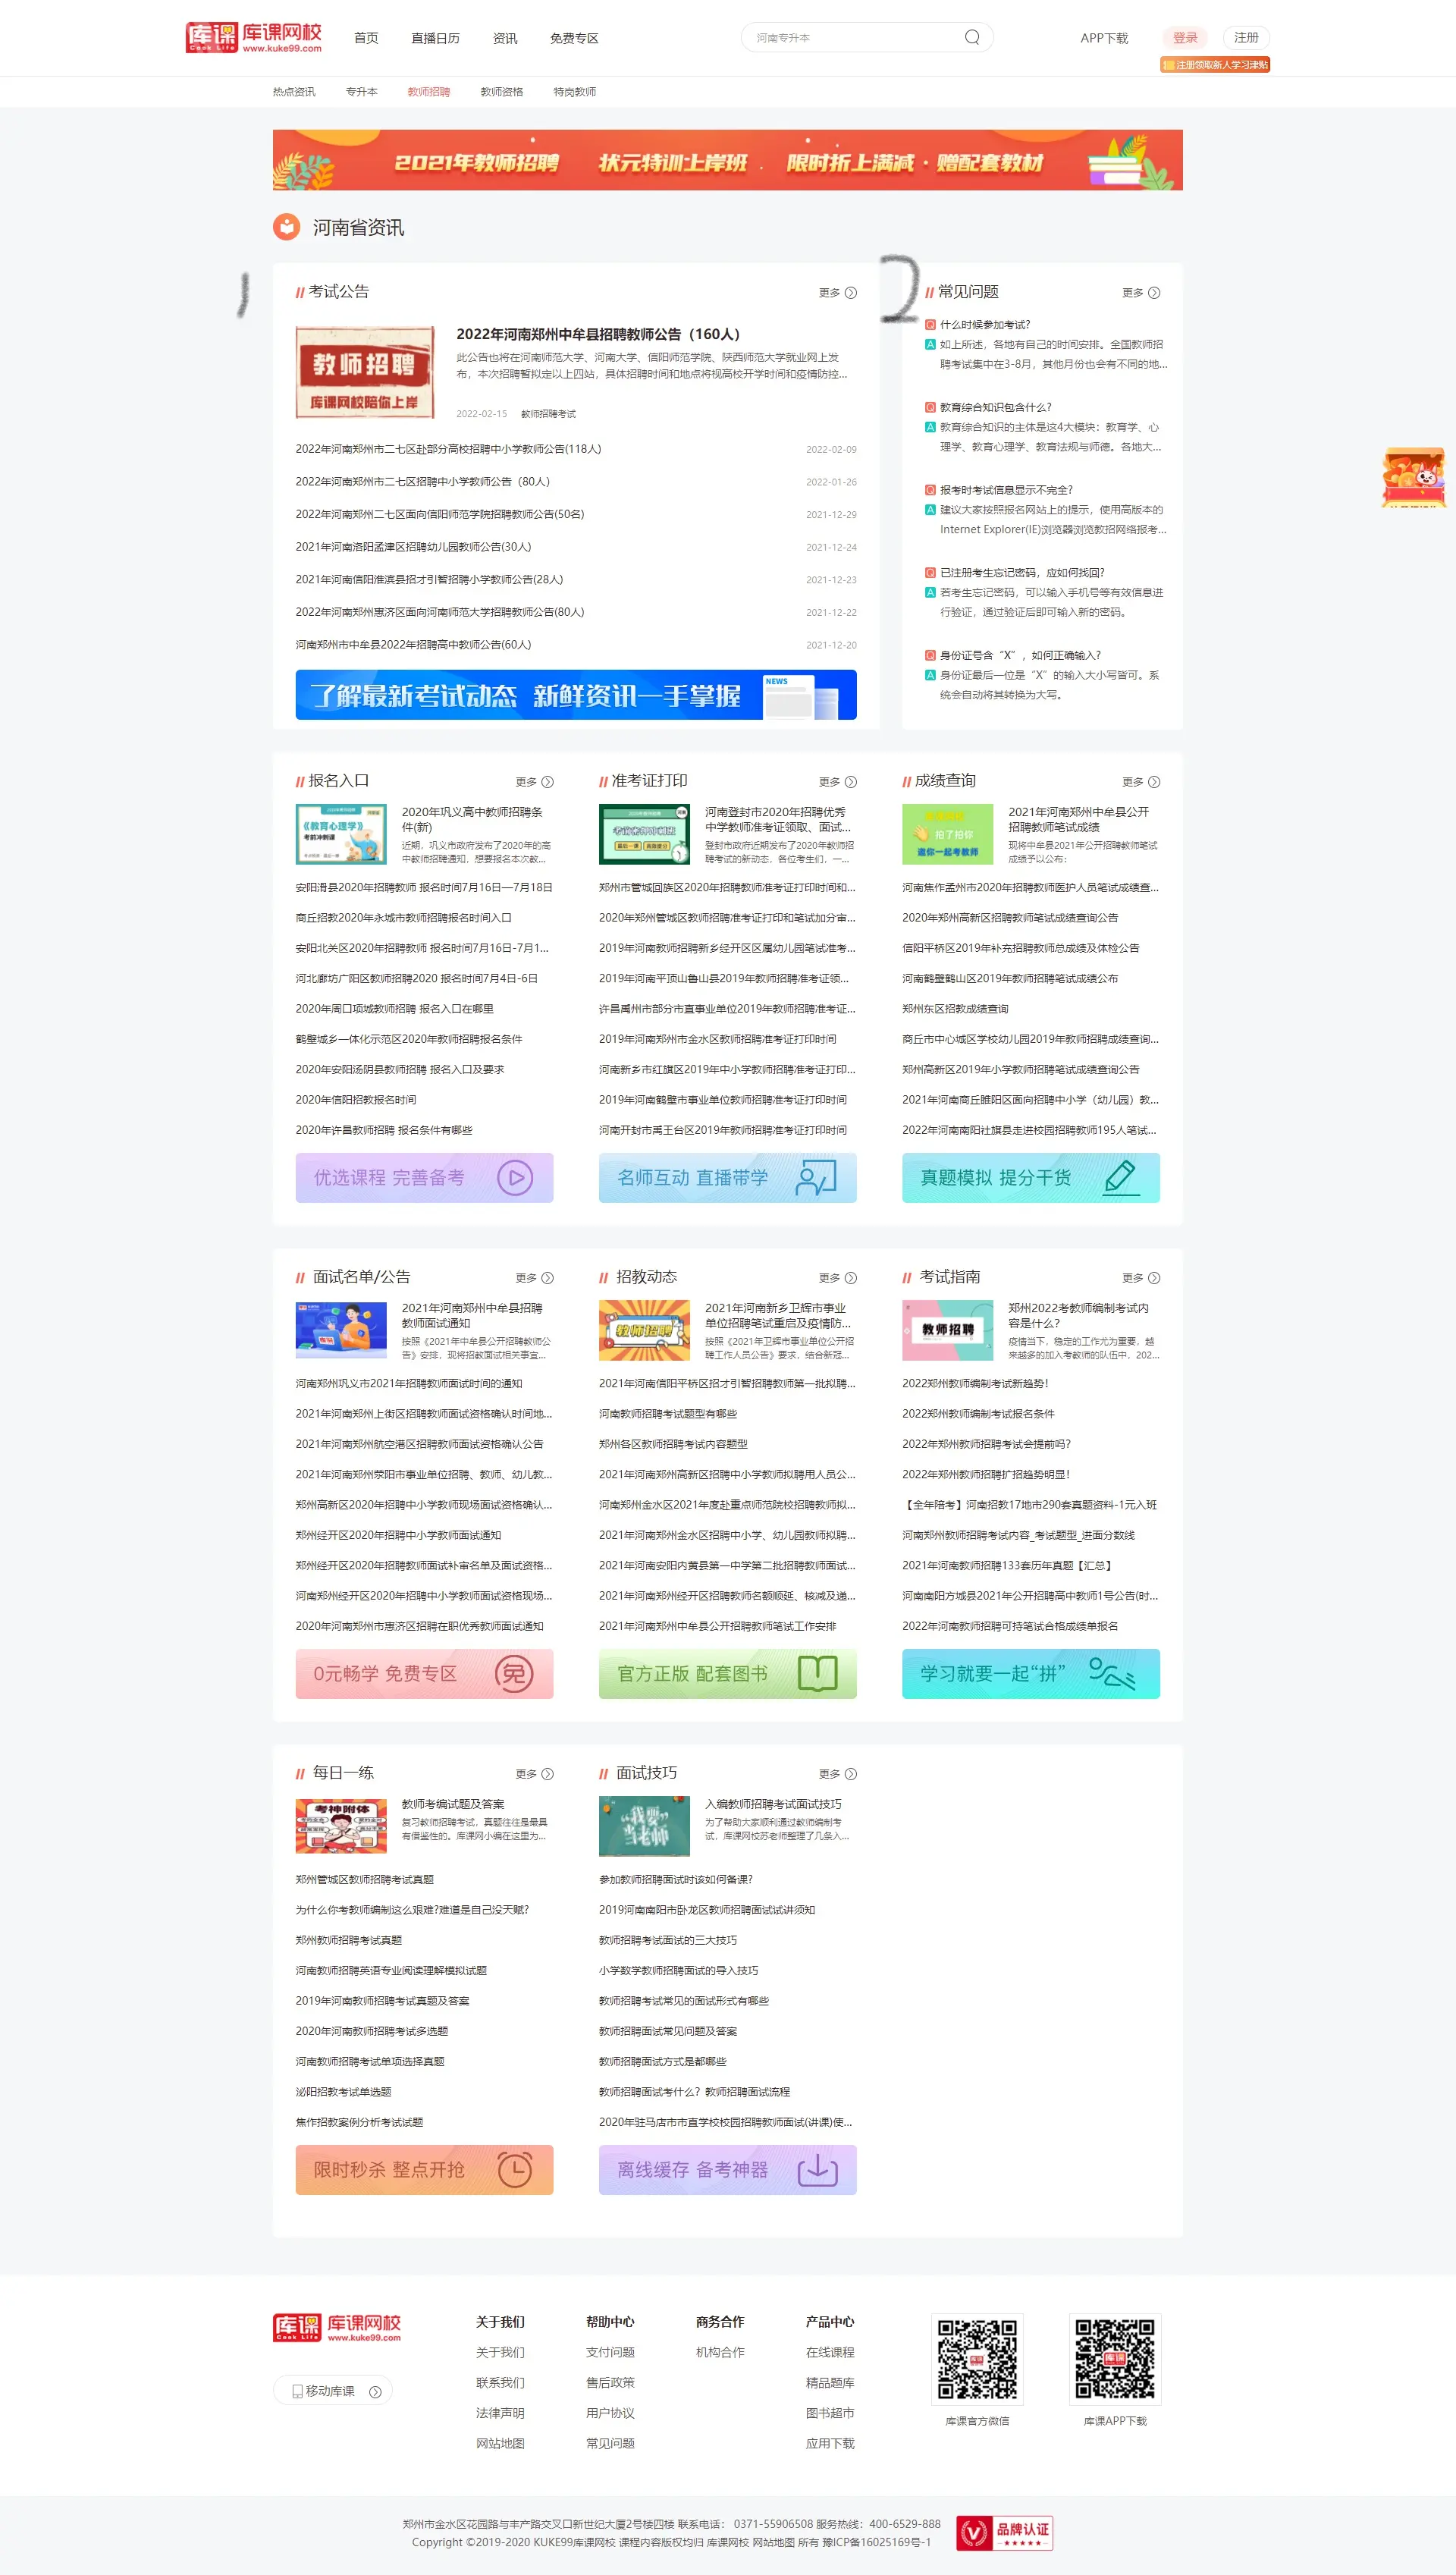 库课 库课网校
Cook Life www.kuke99.com
首页 直播日历 资讯 免费专区
河南专升本
APP下载 登录 注册
注册领取新人学习津贴
热点资讯 专升本 教师招聘 教师资格 特岗教师
2021年教师招聘 状元特训上岸班 . 限时折上满减·赠配套教材
河南省资讯
1
// 考试公告 更多
教师招聘
库课网校陪你上岸
2022年河南郑州中牟县招聘教师公告（160人）
此公告也将在河南师范大学、河南大学、信阳师范学院、陕西师范大学就业网上发
布，本次招聘暂拟定以上四站，具体招聘时间和地点将视高校开学时间和疫情防控...
2022-02-15 教师招聘考试
2022年河南郑州市二七区赴部分高校招聘中小学教师公告(118人) 2022-02-09
2022年河南郑州市二七区招聘中小学教师公告（80人） 2022-01-26
2022年河南郑州二七区面向信阳师范学院招聘教师公告(50名) 2021-12-29
2021年河南洛阳孟津区招聘幼儿园教师公告(30人) 2021-12-24
2021年河南信阳淮滨县招才引智招聘小学教师公告(28人) 2021-12-23
2022年河南郑州惠济区面向河南师范大学招聘教师公告(80人) 2021-12-22
河南郑州市中牟县2022年招聘高中教师公告(60人) 2021-12-20
了解最新考试动态 新鲜资讯一手掌握 NEWS
2
// 常见问题 更多
Q 什么时候参加考试?
A 如上所述，各地有自己的时间安排。全国教师招
聘考试集中在3-8月，其他月份也会有不同的地...
Q 教育综合知识包含什么?
A 教育综合知识的主体是这4大模块：教育学、心
理学、教育心理学、教育法规与师德。各地大...
Q 报考时考试信息显示不完全?
A 建议大家按照报名网站上的提示，使用高版本的
Internet Explorer(IE)浏览器浏览教招网络报考...
Q 已注册考生忘记密码，应如何找回?
A 若考生忘记密码，可以输入手机号等有效信息进
行验证，通过验证后即可输入新的密码。
Q 身份证号含“X”，如何正确输入?
A 身份证最后一位是“X”的输入大小写皆可。系
统会自动将其转换为大写。
// 报名入口 更多
《教育心理学》
考前冲刺课
2020年巩义高中教师招聘条
件(新)
近期，巩义市政府发布了2020年的高
中教师招聘通知，想要报名本次教...
安阳滑县2020年招聘教师 报名时间7月16日—7月18日
商丘招教2020年永城市教师招聘报名时间入口
安阳北关区2020年招聘教师 报名时间7月16日-7月1...
河北廊坊广阳区教师招聘2020 报名时间7月4日-6日
2020年周口项城教师招聘 报名入口在哪里
鹤壁城乡一体化示范区2020年教师招聘报名条件
2020年安阳汤阴县教师招聘 报名入口及要求
2020年信阳招教报名时间
2020年许昌教师招聘 报名条件有哪些
优选课程 完善备考
// 准考证打印 更多
河南登封市2020年招聘优秀
中学教师准考证领取、面试...
登封市政府近期发布了2020年教师招
聘考试的新动态，各位考生们，一...
郑州市管城回族区2020年招聘教师准考证打印时间和...
2020年郑州管城区教师招聘准考证打印和笔试加分审...
2019年河南教师招聘新乡经开区区属幼儿园笔试准考...
2019年河南平顶山鲁山县2019年教师招聘准考证领...
许昌禹州市部分市直事业单位2019年教师招聘准考证...
2019年河南郑州市金水区教师招聘准考证打印时间
河南新乡市红旗区2019年中小学教师招聘准考证打印...
2019年河南鹤壁市事业单位教师招聘准考证打印时间
河南开封市禹王台区2019年教师招聘准考证打印时间
名师互动 直播带学
// 成绩查询 更多
拍了拍你
邀你一起考教师
2021年河南郑州中牟县公开
招聘教师笔试成绩
现将中牟县2021年公开招聘教师笔试
成绩予以公布：
河南焦作孟州市2020年招聘教师医护人员笔试成绩查...
2020年郑州高新区招聘教师笔试成绩查询公告
信阳平桥区2019年补充招聘教师总成绩及体检公告
河南鹤壁鹤山区2019年教师招聘笔试成绩公布
郑州东区招教成绩查询
商丘市中心城区学校幼儿园2019年教师招聘成绩查询...
郑州高新区2019年小学教师招聘笔试成绩查询公告
2021年河南商丘睢阳区面向招聘中小学（幼儿园）教...
2022年河南南阳社旗县走进校园招聘教师195人笔试...
真题模拟 提分干货
// 面试名单/公告 更多
2021年河南郑州中牟县招聘
教师面试通知
按照《2021年中牟县公开招聘教师公
告》安排，现将招教面试相关事宜...
河南郑州巩义市2021年招聘教师面试时间的通知
2021年河南郑州上街区招聘教师面试资格确认时间地...
2021年河南郑州航空港区招聘教师面试资格确认公告
2021年河南郑州荥阳市事业单位招聘、教师、幼儿教...
郑州高新区2020年招聘中小学教师现场面试资格确认...
郑州经开区2020年招聘中小学教师面试通知
郑州经开区2020年招聘教师面试补审名单及面试资格...
河南郑州经开区2020年招聘中小学教师面试资格现场...
2020年河南郑州市惠济区招聘在职优秀教师面试通知
0元畅学 免费专区 免
// 招教动态 更多
教师招聘
2021年河南新乡卫辉市事业
单位招聘笔试重启及疫情防...
按照《2021年卫辉市事业单位公开招
聘工作人员公告》要求，结合新冠...
2021年河南信阳平桥区招才引智招聘教师第一批拟聘...
河南教师招聘考试题型有哪些
郑州各区教师招聘考试内容题型
2021年河南郑州高新区招聘中小学教师拟聘用人员公...
河南郑州金水区2021年度赴重点师范院校招聘教师拟...
2021年河南郑州金水区招聘中小学、幼儿园教师拟聘...
2021年河南安阳内黄县第一中学第二批招聘教师面试...
2021年河南郑州经开区招聘教师名额顺延、核减及递...
2021年河南郑州中牟县公开招聘教师笔试工作安排
官方正版 配套图书
// 考试指南 更多
教师招聘
郑州2022考教师编制考试内
容是什么?
疫情当下，稳定的工作尤为重要，越
来越多的加入考教师的队伍中，202...
2022郑州教师编制考试新趋势！
2022郑州教师编制考试报名条件
2022年郑州教师招聘考试会提前吗?
2022年郑州教师招聘扩招趋势明显！
【全年陪考】河南招教17地市290套真题资料-1元入班
河南郑州教师招聘考试内容_考试题型_进面分数线
2021年河南教师招聘133套历年真题【汇总】
河南南阳方城县2021年公开招聘高中教师1号公告(时...
2022年河南教师招聘可持笔试合格成绩单报名
学习就要一起“拼”
// 每日一练 更多
考神附体
教师考编试题及答案
复习教师招聘考试，真题往往是最具
有借鉴性的。库课网小编在这里为...
郑州管城区教师招聘考试真题
为什么你考教师编制这么艰难?难道是自己没天赋?
郑州教师招聘考试真题
河南教师招聘英语专业阅读理解模拟试题
2019年河南教师招聘考试真题及答案
2020年河南教师招聘考试多选题
河南教师招聘考试单项选择真题
泌阳招教考试单选题
焦作招教案例分析考试试题
限时秒杀 整点开抢
// 面试技巧 更多
“我要”
当老师
入编教师招聘考试面试技巧
为了帮助大家顺利通过教师编制考
试，库课网校苏老师整理了几条入...
参加教师招聘面试时该如何备课?
2019河南南阳市卧龙区教师招聘面试试讲须知
教师招聘考试面试的三大技巧
小学数学教师招聘面试的导入技巧
教师招聘考试常见的面试形式有哪些
教师招聘面试常见问题及答案
教师招聘面试方式是都哪些
教师招聘面试考什么？教师招聘面试流程
2020年驻马店市市直学校校园招聘教师面试(讲课)使...
离线缓存 备考神器
库课 库课网校
Cook Life www.kuke99.com
移动库课
关于我们 帮助中心 商务合作 产品中心
关于我们 支付问题 机构合作 在线课程
联系我们 售后政策 精品题库
法律声明 用户协议 图书超市
网站地图 常见问题 应用下载
库课官方微信 库课APP下载
郑州市金水区花园路与丰产路交叉口新世纪大厦2号楼四楼 联系电话： 0371-55906508 服务热线：400-6529-888
Copyright ©2019-2020 KUKE99库课网校 课程内容版权均归 库课网校 网站地图 所有 豫ICP备16025169号-1
品牌认证